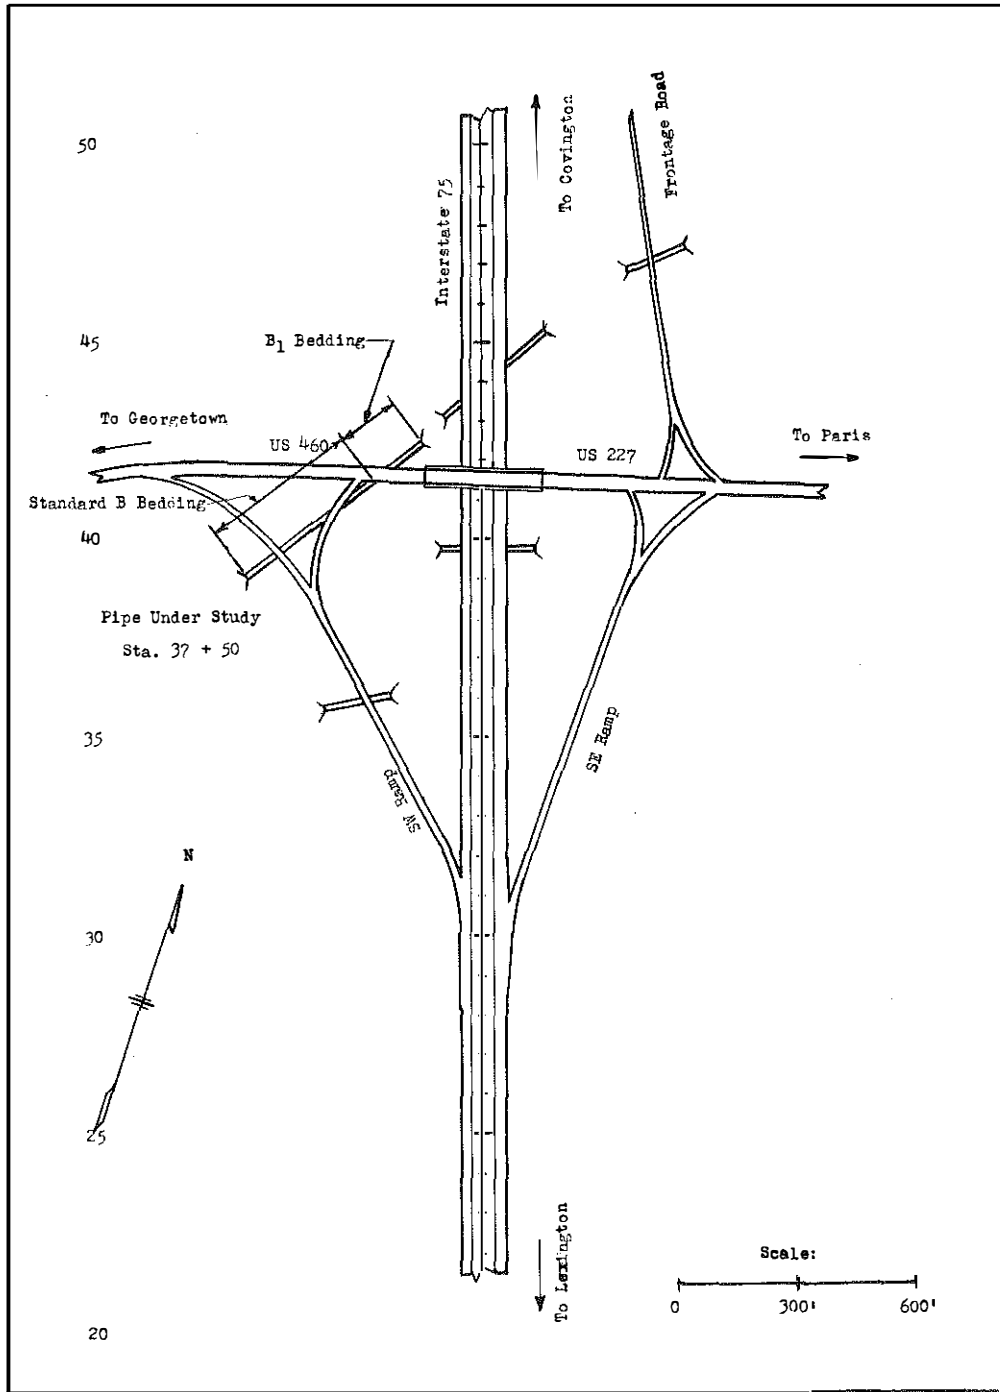 50
To Covington
Frontage Road
Interstate 75
45
B1 Bedding
To Georgetown
US 460
US 227
To Paris
Standard B Bedding
40
Pipe Under Study
Sta. 37 + 50
35
SE Ramp
SW Ramp
N
30
25
To Lexington
Scale:
0 300' 600'
20